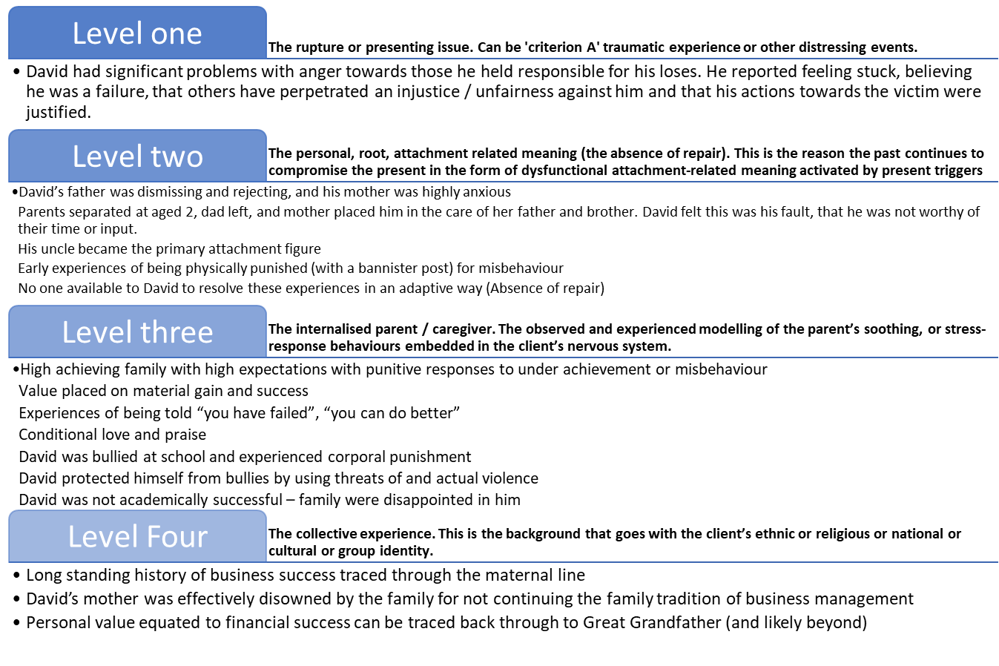 Level one
The rupture or presenting issue. Can be 'criterion A' traumatic experience or other distressing events.
• David had significant problems with anger towards those he held responsible for his loses. He reported feeling stuck, believing
he was a failure, that others have perpetrated an injustice / unfairness against him and that his actions towards the victim were
justified.
Level two
The personal, root, attachment related meaning (the absence of repair). This is the reason the past continues to
compromise the present in the form of dysfunctional attachment-related meaning activated by present triggers
•David’s father was dismissing and rejecting, and his mother was highly anxious
Parents separated at aged 2, dad left, and mother placed him in the care of her father and brother. David felt this was his fault, that he was not worthy of
their time or input.
His uncle became the primary attachment figure
Early experiences of being physically punished (with a bannister post) for misbehaviour
No one available to David to resolve these experiences in an adaptive way (Absence of repair)
Level three
The internalised parent / caregiver. The observed and experienced modelling of the parent’s soothing, or stress-
response behaviours embedded in the client’s nervous system.
•High achieving family with high expectations with punitive responses to under achievement or misbehaviour
Value placed on material gain and success
Experiences of being told “you have failed”, “you can do better”
Conditional love and praise
David was bullied at school and experienced corporal punishment
David protected himself from bullies by using threats of and actual violence
David was not academically successful – family were disappointed in him
Level Four
The collective experience. This is the background that goes with the client’s ethnic or religious or national or
cultural or group identity.
• Long standing history of business success traced through the maternal line
• David’s mother was effectively disowned by the family for not continuing the family tradition of business management
• Personal value equated to financial success can be traced back through to Great Grandfather (and likely beyond)